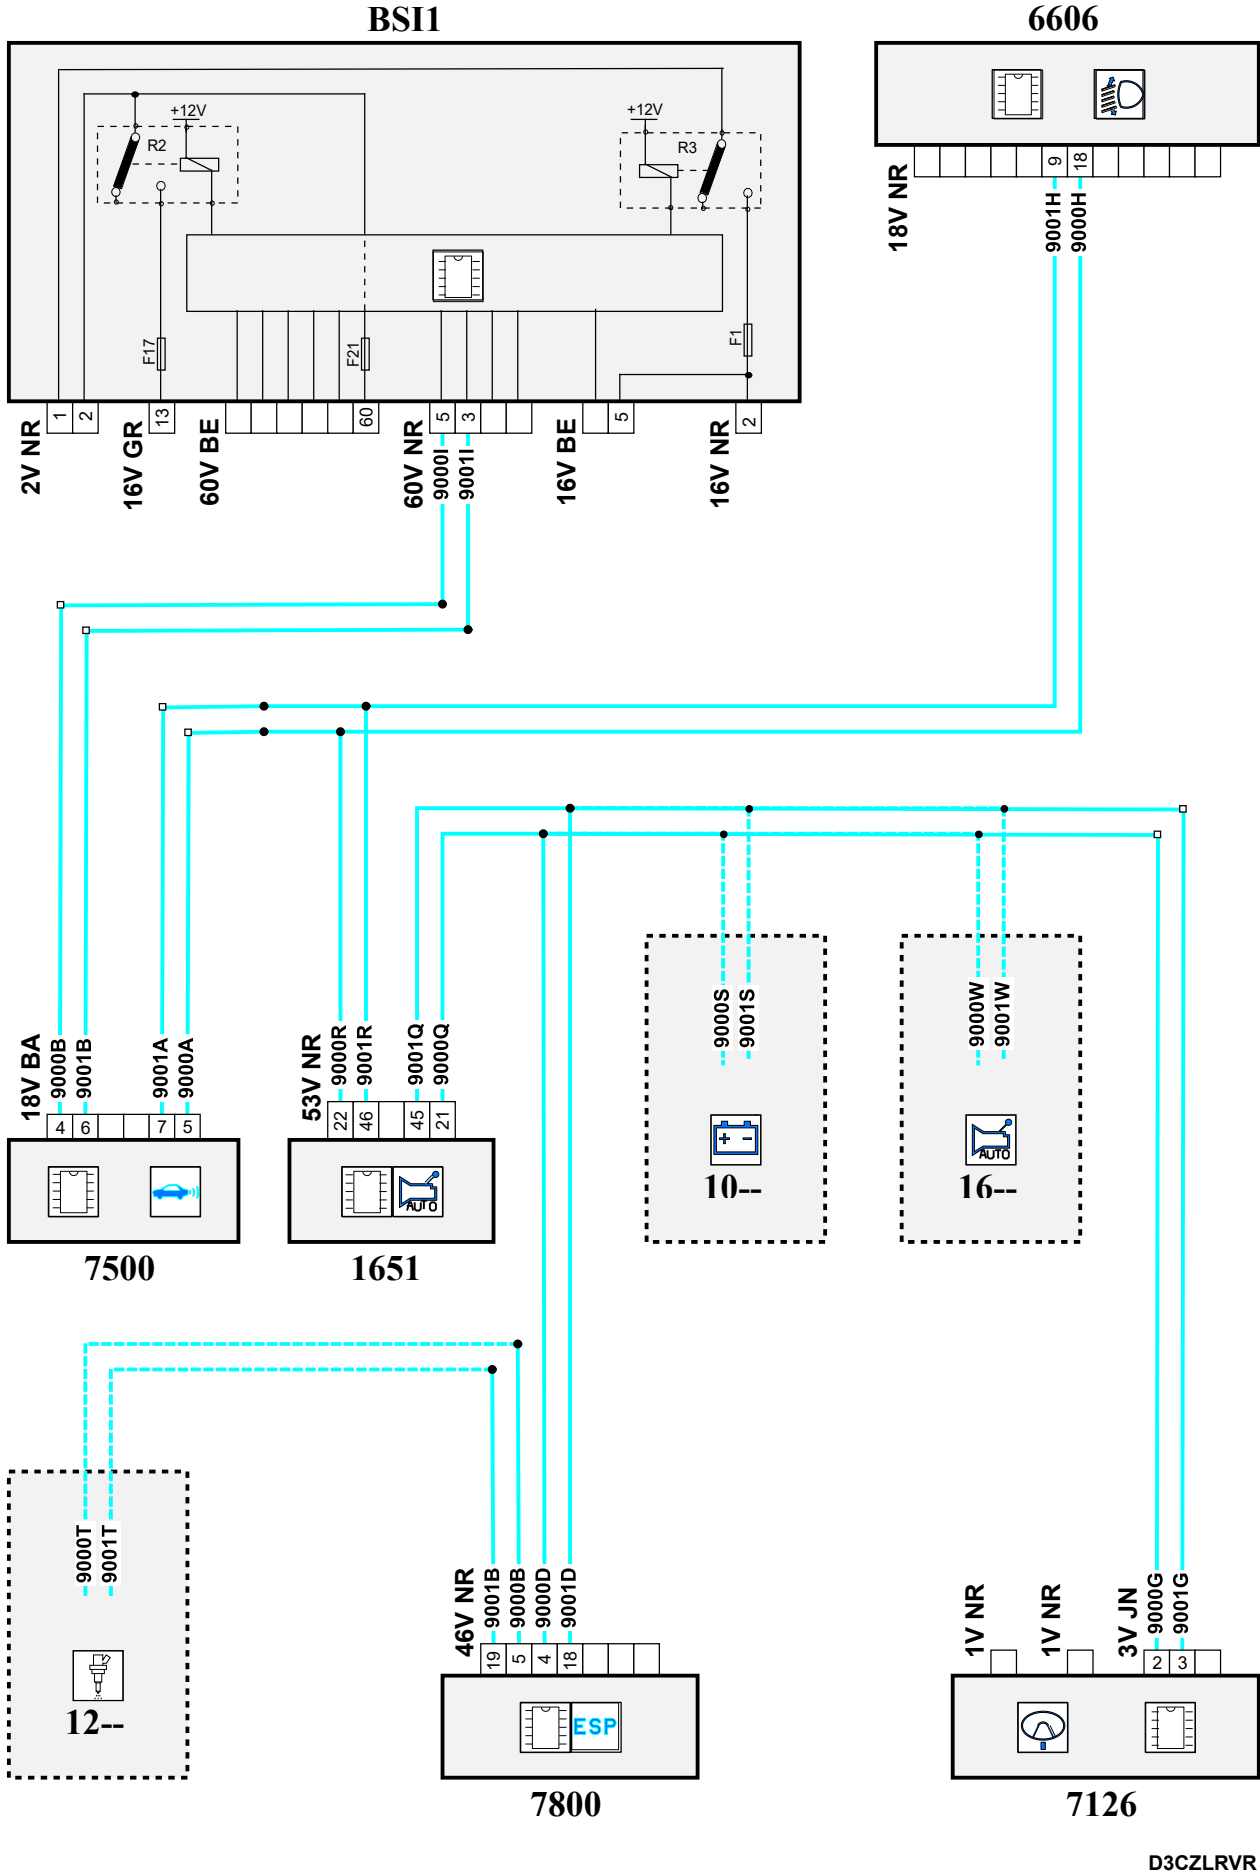 BSI1
6606
+12V
R2
+12V
R3
F17
F21
F1
9
18
18V NR
9001H
9000H
1
2
13
60
5
3
5
2
2V NR
16V GR
60V BE
60V NR
9000I
9001I
16V BE
16V NR
18V BA
9000B
9001B
9001A
9000A
4
6
7
5
7500
53V NR
9000R
9001R
9001Q
9000Q
22
46
45
21
AUTO
1651
9000S
9001S
+ -
10--
9000W
9001W
AUTO
16--
9000T
9001T
12--
46V NR
9001B
9000B
9000D
9001D
19
5
4
18
ESP
7800
1V NR
1V NR
3V JN
9000G
9001G
2
3
7126
D3CZLRVR